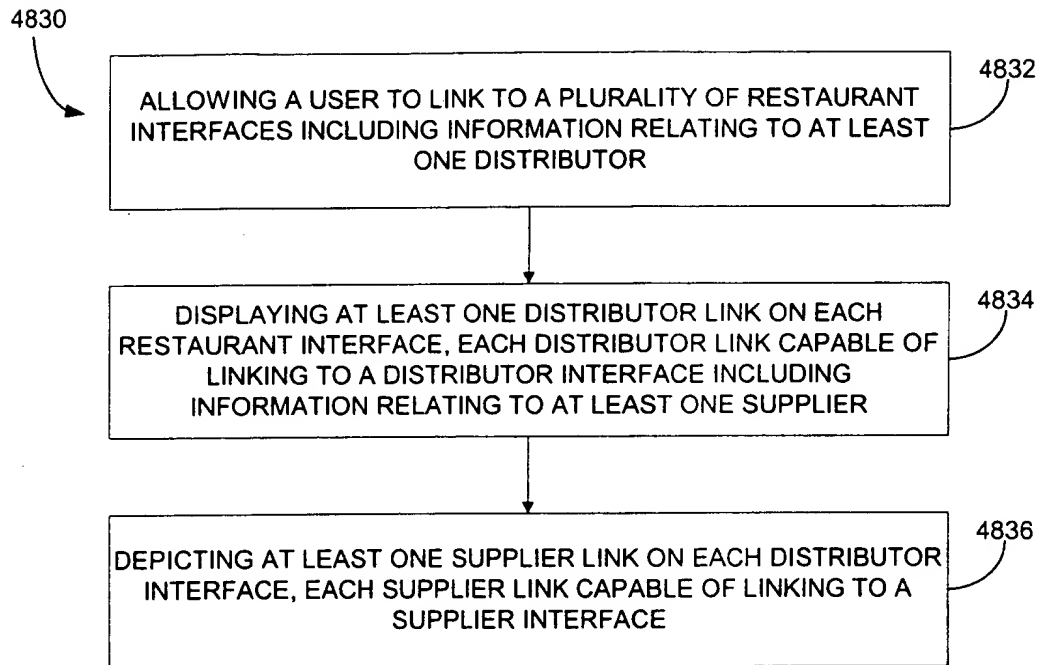 4830
4832
ALLOWING A USER TO LINK TO A PLURALITY OF RESTAURANT
INTERFACES INCLUDING INFORMATION RELATING TO AT LEAST
ONE DISTRIBUTOR
4834
DISPLAYING AT LEAST ONE DISTRIBUTOR LINK ON EACH
RESTAURANT INTERFACE, EACH DISTRIBUTOR LINK CAPABLE OF
LINKING TO A DISTRIBUTOR INTERFACE INCLUDING
INFORMATION RELATING TO AT LEAST ONE SUPPLIER
4836
DEPICTING AT LEAST ONE SUPPLIER LINK ON EACH DISTRIBUTOR
INTERFACE, EACH SUPPLIER LINK CAPABLE OF LINKING TO A
SUPPLIER INTERFACE